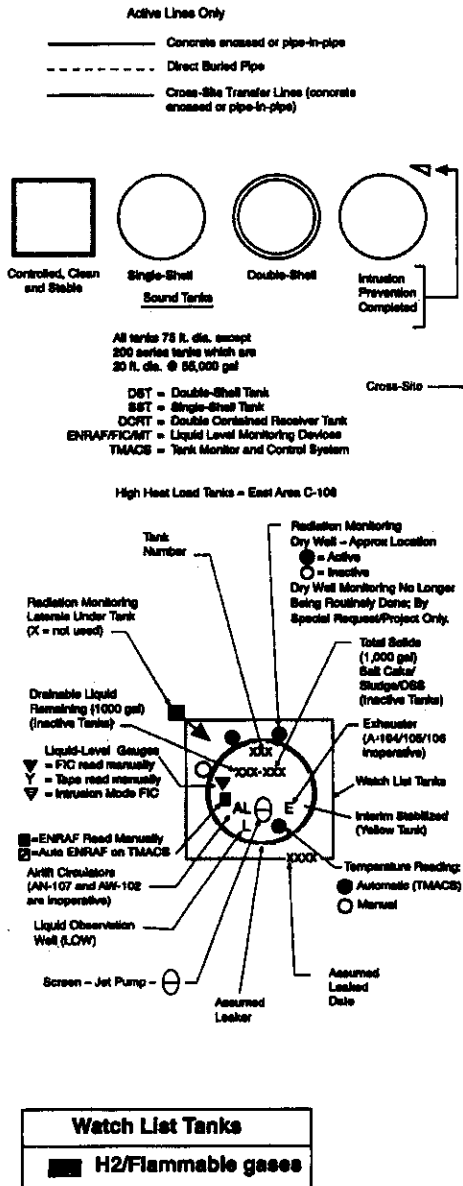 Active Lines Only
Concrete encased or pipe-in-pipe
Direct Buried Pipe
Cross-Site Transfer Lines (concrete
encased or pipe-in-pipe)
Controlled, Clean
and Stable
Single-Shell
Double-Shell
Sound Tanks
Intrusion
Prevention
Completed
All tanks 75 ft. dia. except
200 series tanks which are
20 ft. dia. @ 55,000 gal
Cross-Site
DST = Double-Shell Tank
SST = Single-Shell Tank
DCRT = Double Contained Receiver Tank
ENRAF/FIC/MT = Liquid Level Monitoring Devices
TMACS = Tank Monitor and Control System
High Heat Load Tanks = East Area C-106
Tank
Number
Radiation Monitoring
Dry Well – Approx Location
= Active
= Inactive
Dry Well Monitoring No Longer
Being Routinely Done; By
Special Request/Project Only.
Radiation Monitoring
Laterals Under Tank
(X = not used)
Total Solids
(1,000 gal)
Salt Cake/
Sludge/DSS
(Inactive Tanks)
Drainable Liquid
Remaining (1000 gal)
(Inactive Tanks)
Exhauster
(A-104/105/106
inoperative)
Liquid-Level Gauges
= FIC read manually
Y = Tape read manually
= Intrusion Mode FIC
XXX
XXX-XXX
AL
E
L
XXXX
Watch List Tanks
Interim Stabilized
(Yellow Tank)
=ENRAF Read Manually
=Auto ENRAF on TMACS
Airlift Circulators
(AN-107 and AW-102
are inoperative)
Temperature Reading:
Automatic (TMACS)
Manual
Liquid Observation
Well (LOW)
Screen – Jet Pump –
Assumed
Leaker
Assumed
Leaked
Date
Watch List Tanks
H2/Flammable gases